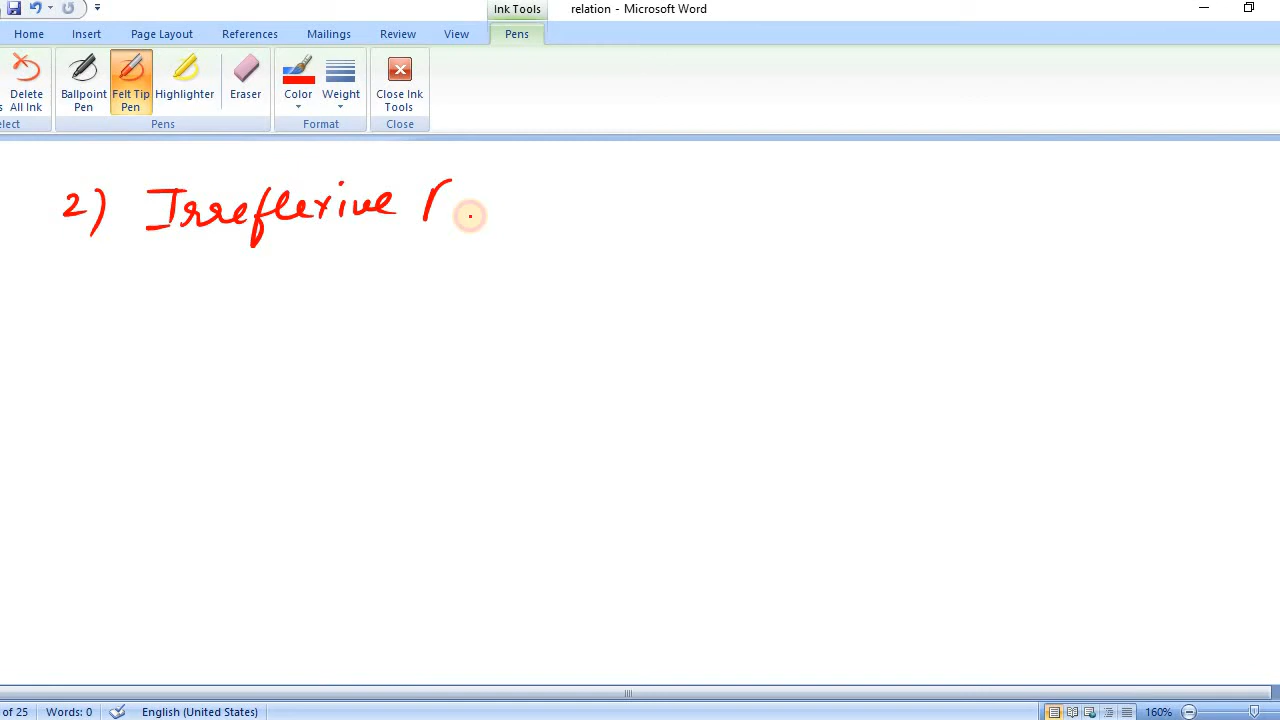 Ink Tools relation - Microsoft Word
Home Insert Page Layout References Mailings Review View Pens
Delete All Ink
Ballpoint Pen
Felt Tip Pen
Highlighter
Eraser
Color
Weight
Close Ink Tools
elect Pens Format Close
2) Irreflexive
of 25 Words: 0 English (United States) 160%